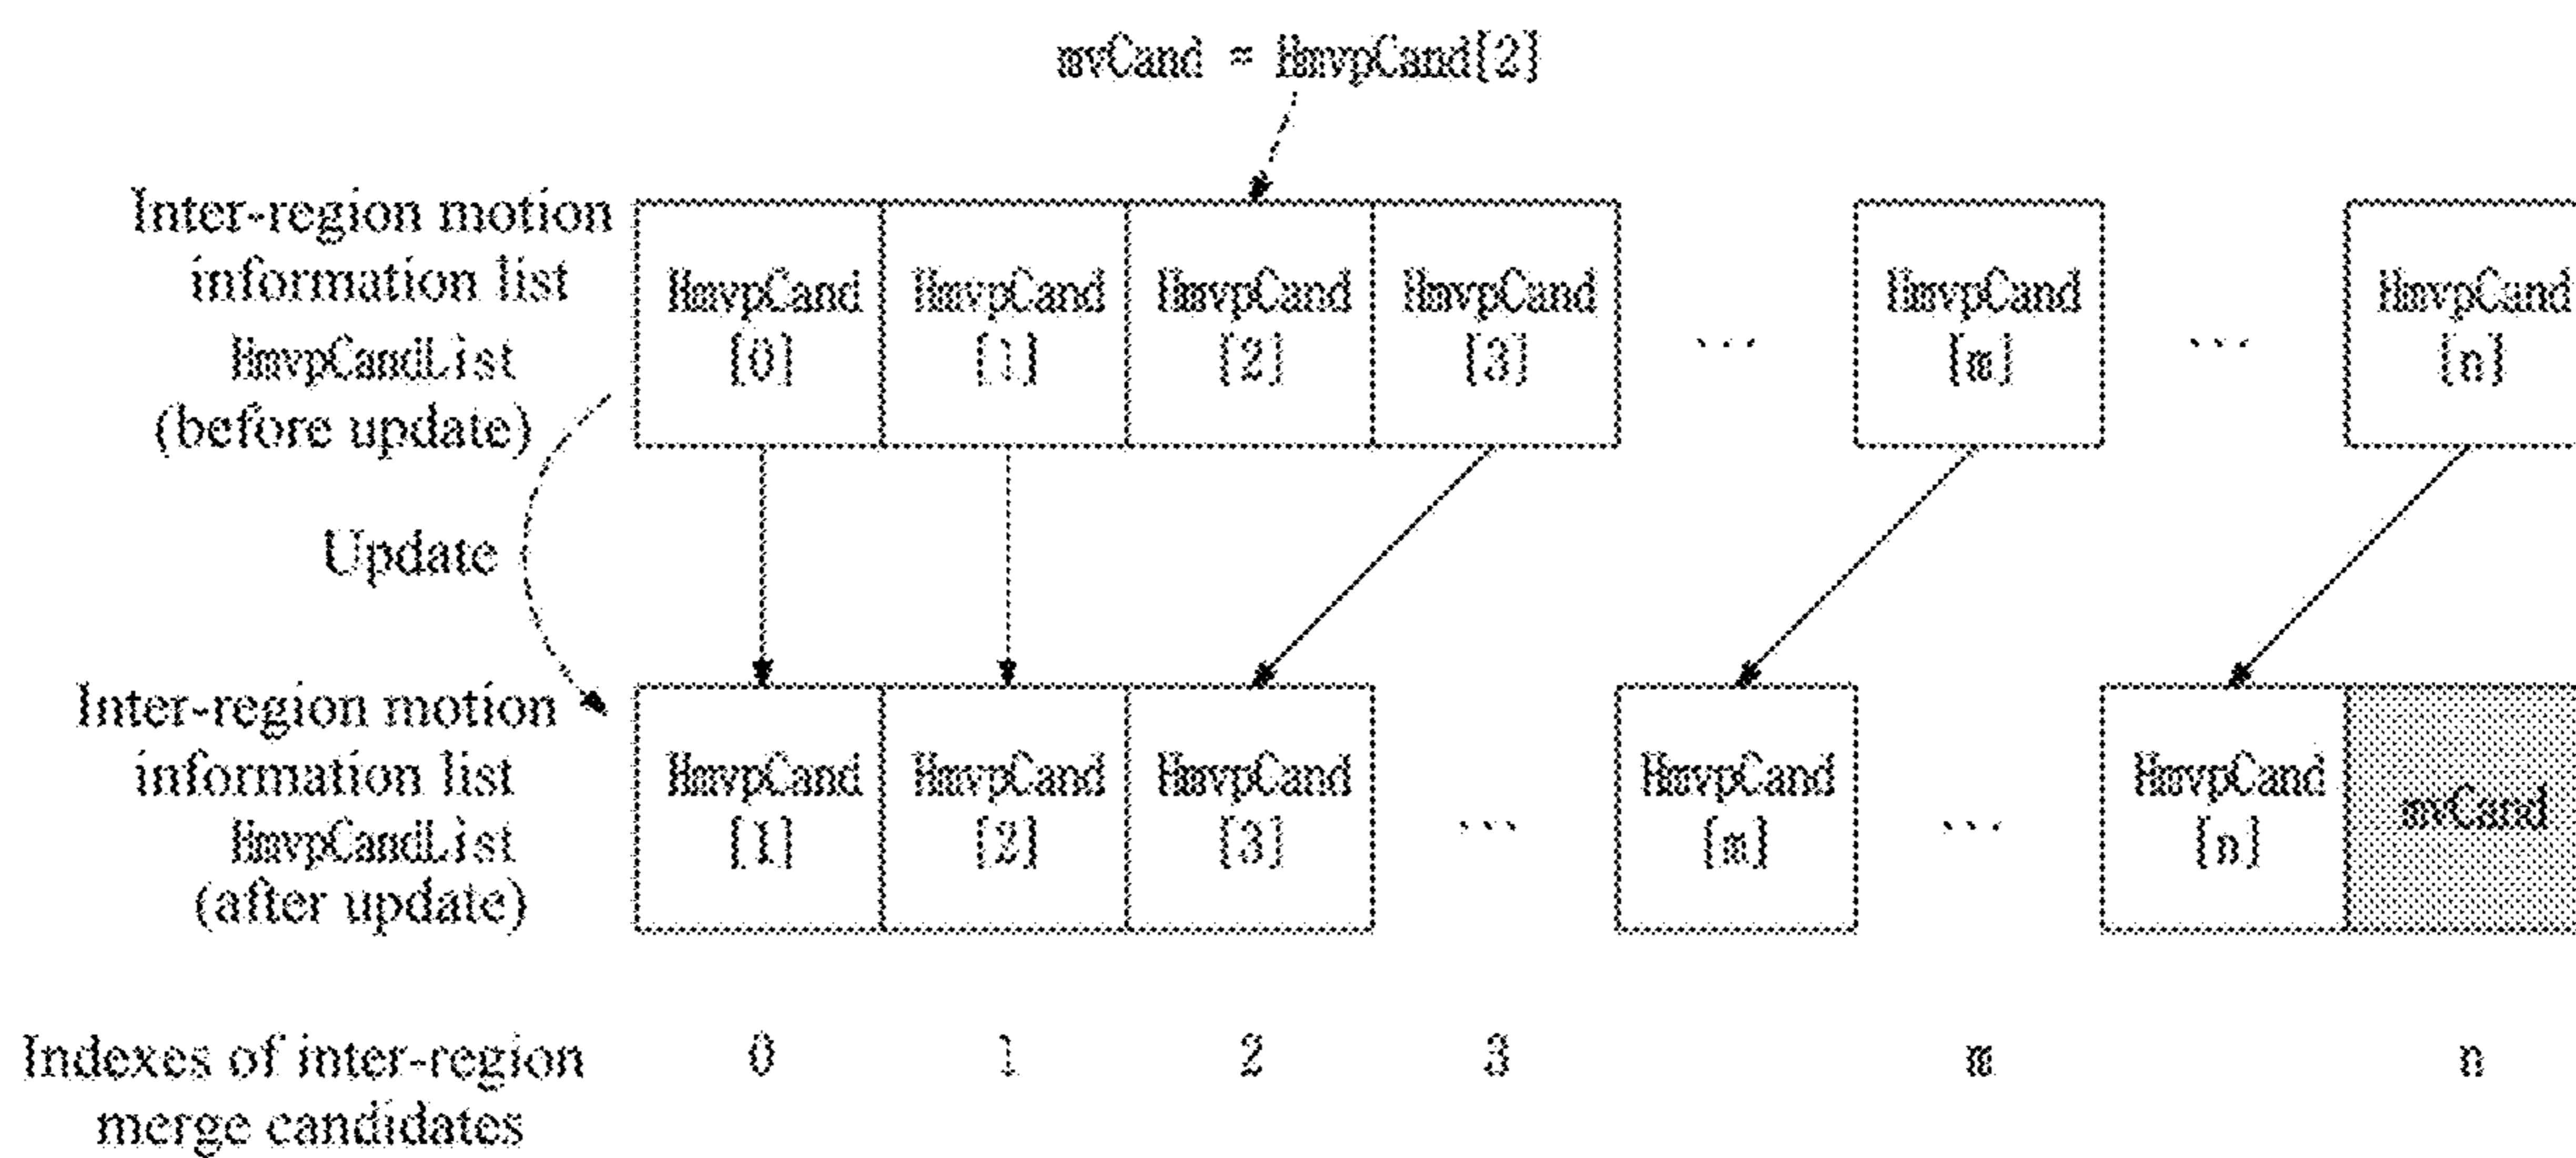 mvCand = HmvpCand[2]
Inter-region motion
information list
HmvpCandList
(before update)
HmvpCand
[0]
HmvpCand
[1]
HmvpCand
[2]
HmvpCand
[3]
...
HmvpCand
[m]
...
HmvpCand
[n]
Update
Inter-region motion
information list
HmvpCandList
(after update)
HmvpCand
[1]
HmvpCand
[2]
HmvpCand
[3]
...
HmvpCand
[m]
...
HmvpCand
[n]
mvCand
Indexes of inter-region
merge candidates
0
1
2
3
m
n